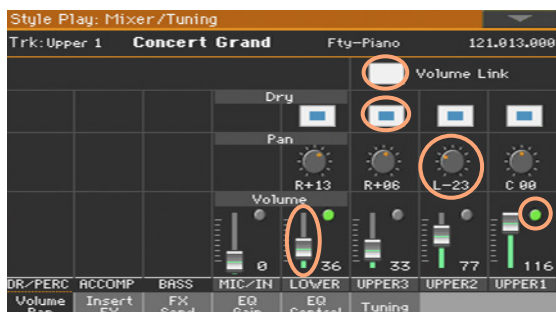 Style Play: Mixer/Tuning
Trk:Upper 1 Concert Grand Fty-Piano 121.013.000
Volume Link
Dry
Pan
R+13 R+06 L-23 C 00
Volume
0 36 33 77 116
DR/PERC ACCOMP BASS MIC/IN LOWER UPPER3 UPPER2 UPPER1
Volume Insert FX EQ EQ Tuning
Pan FX Send Gain Control